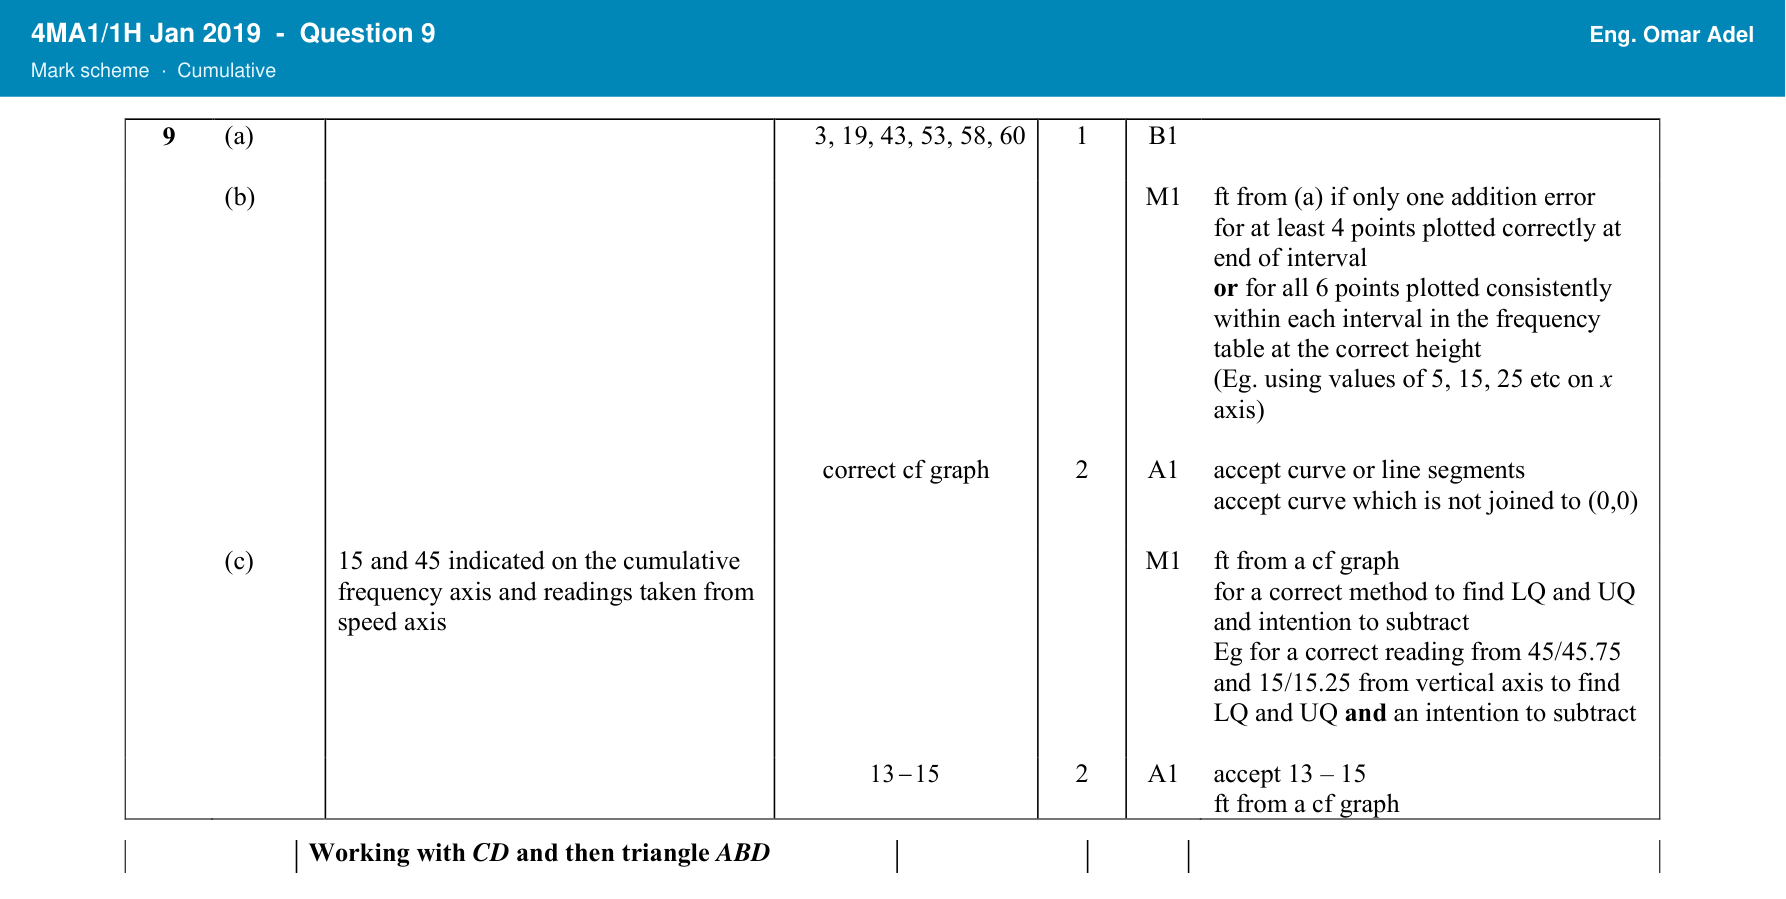 4MA1/1H Jan 2019 - Question 9
Eng. Omar Adel
Mark scheme · Cumulative
9 (a) 3, 19, 43, 53, 58, 60 1 B1
(b) M1 ft from (a) if only one addition error
for at least 4 points plotted correctly at
end of interval
or for all 6 points plotted consistently
within each interval in the frequency
table at the correct height
(Eg. using values of 5, 15, 25 etc on x
axis)
correct cf graph 2 A1 accept curve or line segments
accept curve which is not joined to (0,0)
(c) 15 and 45 indicated on the cumulative M1 ft from a cf graph
frequency axis and readings taken from for a correct method to find LQ and UQ
speed axis and intention to subtract
Eg for a correct reading from 45/45.75
and 15/15.25 from vertical axis to find
LQ and UQ and an intention to subtract
13–15 2 A1 accept 13 – 15
ft from a cf graph
Working with CD and then triangle ABD